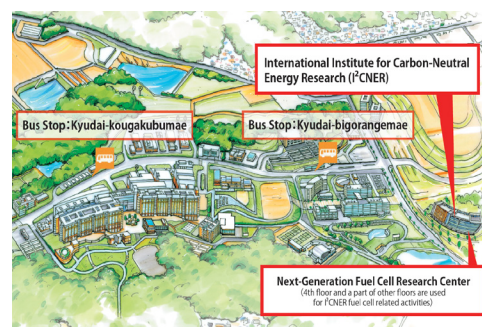 International Institute for Carbon-Neutral
Energy Research (I²CNER)
Bus Stop：Kyudai-kougakubumae
Bus Stop：Kyudai-bigorangemae
Next-Generation Fuel Cell Research Center
(4th floor and a part of other floors are used
for I²CNER fuel cell related activities)